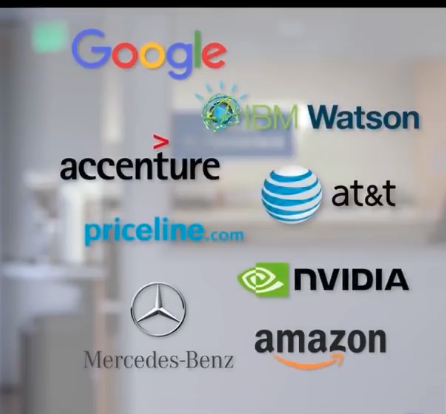 Google
IBM Watson
accenture
at&t
priceline.com
NVIDIA
Mercedes-Benz
amazon